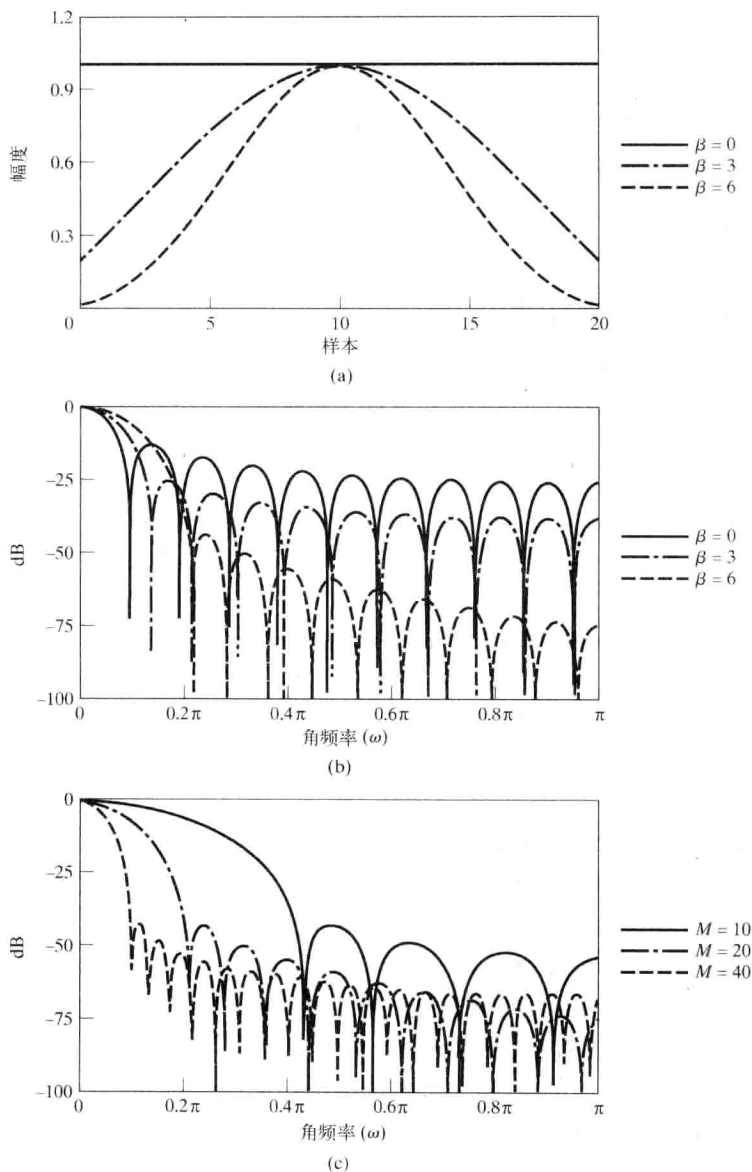 1.2
0.9
0.6
0.3
0
幅度
0
5
10
15
20
样本
β = 0
β = 3
β = 6
(a)
0
−25
−50
−75
−100
dB
0
0.2π
0.4π
0.6π
0.8π
π
角频率 (ω)
β = 0
β = 3
β = 6
(b)
0
−25
−50
−75
−100
dB
0
0.2π
0.4π
0.6π
0.8π
π
角频率 (ω)
M = 10
M = 20
M = 40
(c)